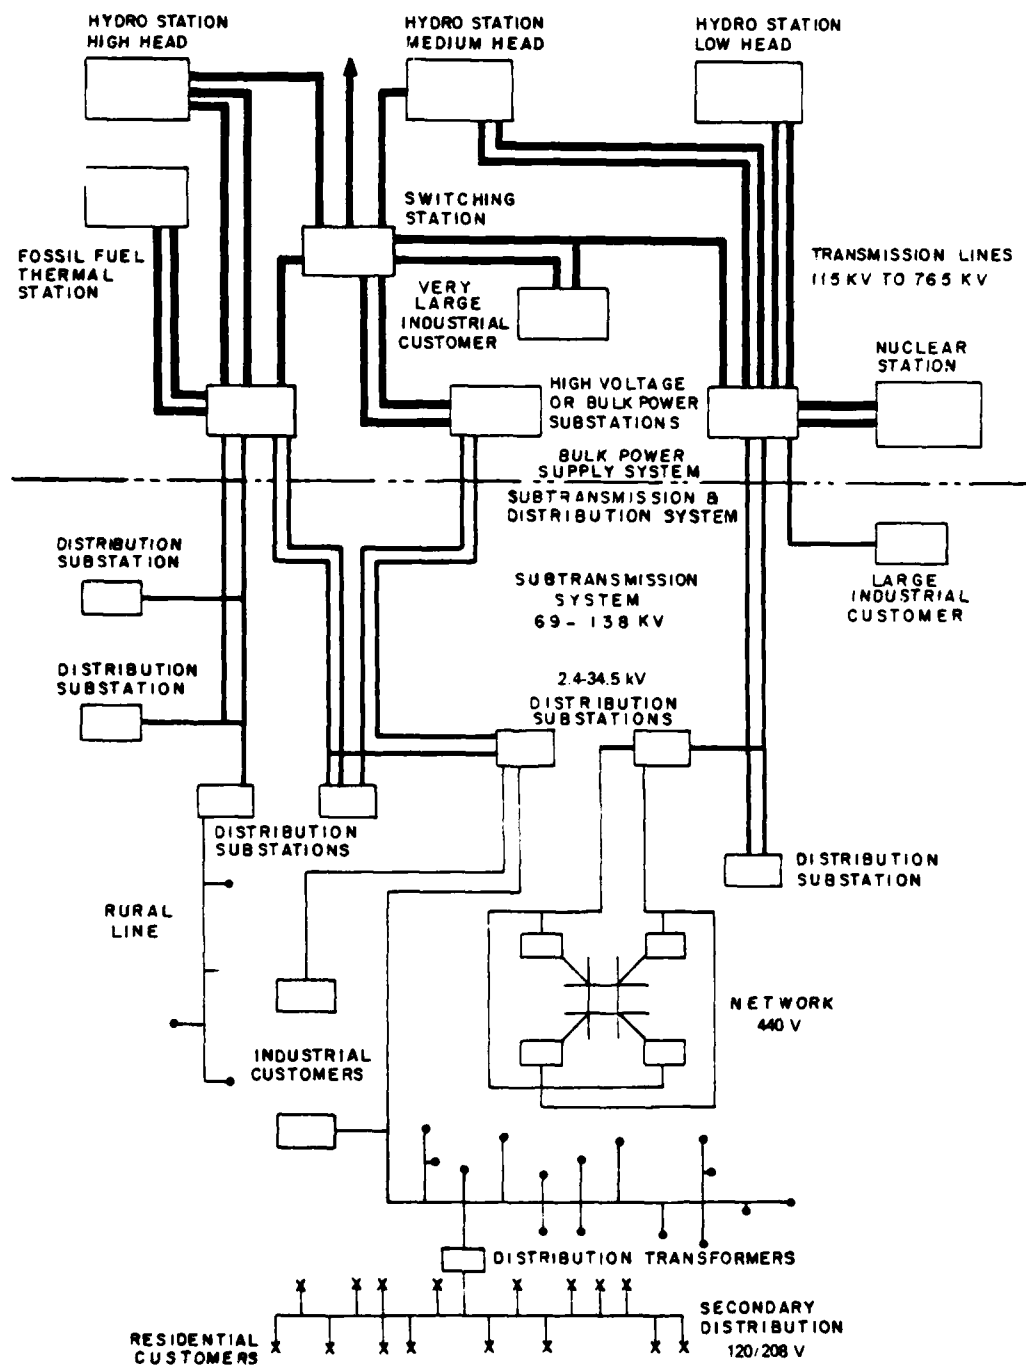 HYDRO STATION
HIGH HEAD
HYDRO STATION
MEDIUM HEAD
HYDRO STATION
LOW HEAD
SWITCHING
STATION
FOSSIL FUEL
THERMAL
STATION
TRANSMISSION LINES
115 KV TO 765 KV
VERY
LARGE
INDUSTRIAL
CUSTOMER
NUCLEAR
STATION
HIGH VOLTAGE
OR BULK POWER
SUBSTATIONS
BULK POWER
SUPPLY SYSTEM
SUBTRANSMISSION &
DISTRIBUTION SYSTEM
DISTRIBUTION
SUBSTATION
SUBTRANSMISSION
SYSTEM
69 - 138 KV
LARGE
INDUSTRIAL
CUSTOMER
DISTRIBUTION
SUBSTATION
2.4-34.5 kV
DISTRIBUTION
SUBSTATIONS
DISTRIBUTION
SUBSTATIONS
DISTRIBUTION
SUBSTATION
RURAL
LINE
NETWORK
440 V
INDUSTRIAL
CUSTOMERS
DISTRIBUTION TRANSFORMERS
SECONDARY
DISTRIBUTION
120/208 V
RESIDENTIAL
CUSTOMERS